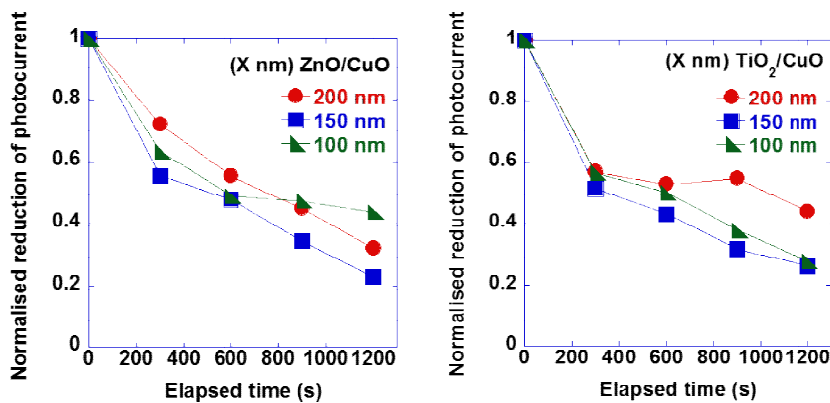 (X nm) ZnO/CuO
200 nm
150 nm
100 nm
Normalised reduction of photocurrent
1
0.8
0.6
0.4
0.2
0
0 200 400 600 800 1000 1200
Elapsed time (s)
(X nm) TiO₂/CuO
200 nm
150 nm
100 nm
Normalised reduction of photocurrent
1
0.8
0.6
0.4
0.2
0
0 200 400 600 800 1000 1200
Elapsed time (s)